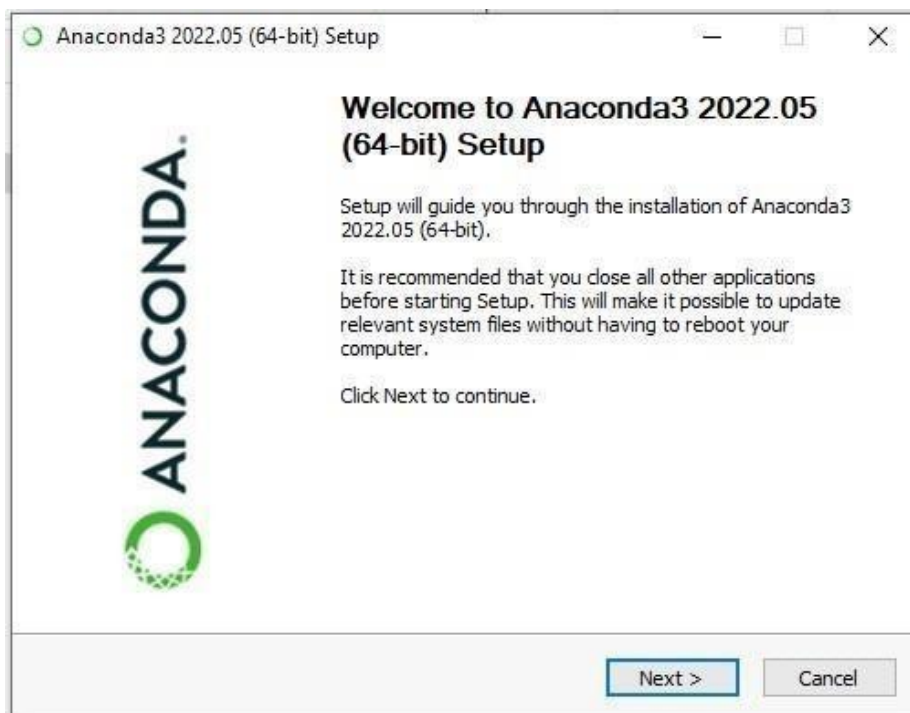 Anaconda3 2022.05 (64-bit) Setup
ANACONDA.
Welcome to Anaconda3 2022.05
(64-bit) Setup
Setup will guide you through the installation of Anaconda3
2022.05 (64-bit).
It is recommended that you close all other applications
before starting Setup. This will make it possible to update
relevant system files without having to reboot your
computer.
Click Next to continue.
Next >
Cancel